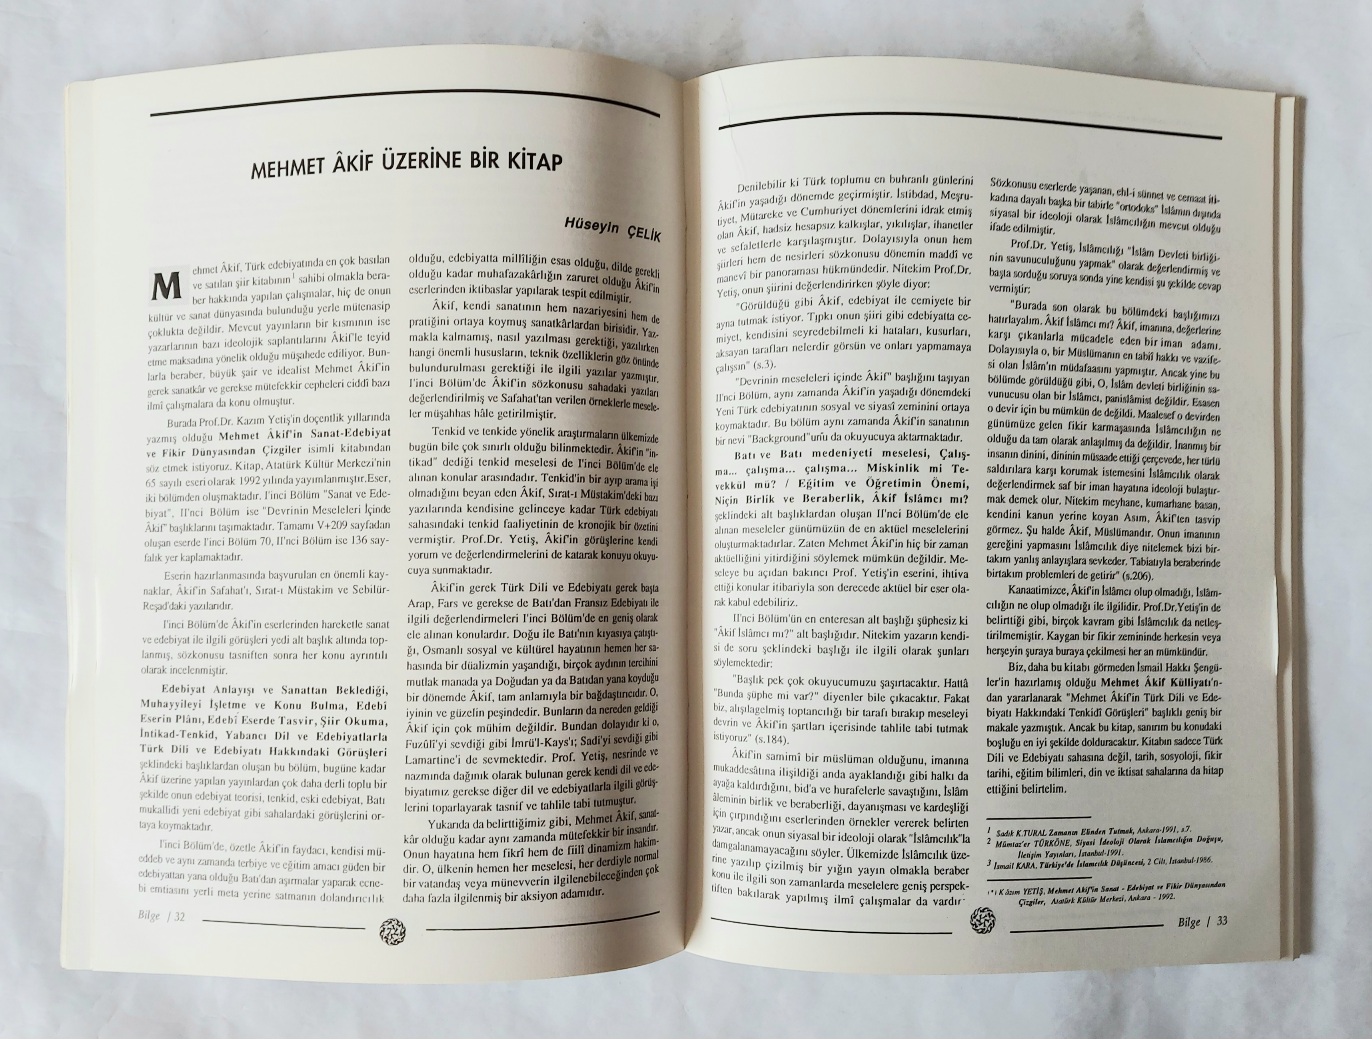 MEHMET ÂKİF ÜZERİNE BİR KİTAP
Hüseyin ÇELİK
Mehmet Âkif, Türk edebiyatında en çok basılan
ve satılan şiir kitabının1 sahibi olmakla bera-
ber hakkında yapılan çalışmalar, hiç de onun
kültür ve sanat dünyasında bulunduğu yerle mütenasip
çoklukta değildir. Mevcut yayınların bir kısmının ise
yazarlarının bazı ideolojik saplantılarını Âkif'le teyid
etme maksadına yönelik olduğu müşahede ediliyor. Bun-
larla beraber, büyük şair ve idealist Mehmet Âkif'in
gerek sanatkâr ve gerekse mütefekkir cepheleri ciddî bazı
ilmî çalışmalara da konu olmuştur.
Burada Prof.Dr. Kazım Yetiş'in doçentlik yıllarında
yazmış olduğu Mehmet Âkif'in Sanat-Edebiyat
ve Fikir Dünyasından Çizgiler isimli kitabından
söz etmek istiyoruz. Kitap, Atatürk Kültür Merkezi'nin
65 sayılı eseri olarak 1992 yılında yayımlanmıştır.Eser,
iki bölümden oluşmaktadır. I'inci Bölüm "Sanat ve Ede-
biyat", II'nci Bölüm ise "Devrinin Meseleleri İçinde
Âkif" başlıklarını taşımaktadır. Tamamı V+209 sayfadan
oluşan eserde I'inci Bölüm 70, II'nci Bölüm ise 136 say-
falık yer kaplamaktadır.
Eserin hazırlanmasında başvurulan en önemli kay-
naklar, Âkif'in Safahat'ı, Sırat-ı Müstakim ve Sebilür-
Reşad'daki yazılarıdır.
I'inci Bölüm'de Âkif'in eserlerinden hareketle sanat
ve edebiyat ile ilgili görüşleri yedi alt başlık altında top-
lanmış, sözkonusu tasniften sonra her konu ayrıntılı
olarak incelenmiştir.
Edebiyat Anlayışı ve Sanattan Beklediği,
Muhayyileyi İşletme ve Konu Bulma, Edebî
Eserin Plânı, Edebî Eserde Tasvir, Şiir Okuma,
İntikad-Tenkid, Yabancı Dil ve Edebiyatlarla
Türk Dili ve Edebiyatı Hakkındaki Görüşleri
şeklindeki başlıklardan oluşan bu bölüm, bugüne kadar
Âkif üzerine yapılan yayınlardan çok daha derli toplu bir
şekilde onun edebiyat teorisi, tenkid, eski edebiyat, Batı
mukallidi yeni edebiyat gibi sahalardaki görüşlerini or-
taya koymaktadır.
I'inci Bölüm'de, özetle Âkif'in faydacı, kendisi mü-
eddeb ve aynı zamanda terbiye ve eğitim amacı güden bir
edebiyattan yana olduğu Batı'dan aşırmalar yaparak ecne-
bi emtiasını yerli meta yerine satmanın dolandırıcılık
olduğu, edebiyatta millîliğin esas olduğu, dilde gerekli
olduğu kadar muhafazakârlığın zaruret olduğu Âkif'in
eserlerinden iktibaslar yapılarak tespit edilmiştir.
Âkif, kendi sanatının hem nazariyesini hem de
pratiğini ortaya koymuş sanatkârlardan birisidir. Yaz-
makla kalmamış, nasıl yazılması gerektiği, yazılırken
hangi önemli hususların, teknik özelliklerin göz önünde
bulundurulması gerektiği ile ilgili yazılar yazmıştır.
I'inci Bölüm'de Âkif'in sözkonusu sahadaki yazıları
değerlendirilmiş ve Safahat'tan verilen örneklerle mesele-
ler müşahhas hâle getirilmiştir.
Tenkid ve tenkide yönelik araştırmaların ülkemizde
bugün bile çok sınırlı olduğu bilinmektedir. Âkif'in "in-
tikad" dediği tenkid meselesi de I'inci Bölüm'de ele
alınan konular arasındadır. Tenkid'in bir ayıp arama işi
olmadığını beyan eden Âkif, Sırat-ı Müstakim'deki bazı
yazılarında kendisine gelinceye kadar Türk edebiyatı
sahasındaki tenkid faaliyetinin de kronojik bir özetini
vermiştir. Prof.Dr. Yetiş, Âkif'in görüşlerine kendi
yorum ve değerlendirmelerini de katarak konuyu okuyu-
cuya sunmaktadır.
Âkif'in gerek Türk Dili ve Edebiyatı gerek başta
Arap, Fars ve gerekse de Batı'dan Fransız Edebiyatı ile
ilgili değerlendirmeleri I'inci Bölüm'de en geniş olarak
ele alınan konulardır. Doğu ile Batı'nın kıyasıya çatıştı-
ğı, Osmanlı sosyal ve kültürel hayatının hemen her sa-
hasında bir düalizmin yaşandığı, birçok aydının tercihini
mutlak manada ya Doğudan ya da Batıdan yana koyduğu
bir dönemde Âkif, tam anlamıyla bir bağdaştırıcıdır. O,
iyinin ve güzelin peşindedir. Bunların da nereden geldiği
Âkif için çok mühim değildir. Bundan dolayıdır ki o,
Fuzûlî'yi sevdiği gibi İmrü'l-Kays'ı; Sadi'yi sevdiği gibi
Lamartine'i de sevmektedir. Prof. Yetiş, nesrinde ve
nazmında dağınık olarak bulunan gerek kendi dil ve ede-
biyatımız gerekse diğer dil ve edebiyatlarla ilgili görüş-
lerini toparlayarak tasnif ve tahlile tabi tutmuştur.
Yukarıda da belirttiğimiz gibi, Mehmet Âkif, sanat-
kâr olduğu kadar aynı zamanda mütefekkir bir insandır.
Onun hayatına hem fikrî hem de fiilî dinamizm hakim-
dir. O, ülkenin hemen her meselesi, her derdiyle normal
bir vatandaş veya münevverin ilgilenebileceğinden çok
daha fazla ilgilenmiş bir aksiyon adamıdır.
Bilge / 32
Denilebilir ki Türk toplumu en buhranlı günlerini
Âkif'in yaşadığı dönemde geçirmiştir. İstibdad, Meşru-
tiyet, Mütareke ve Cumhuriyet dönemlerini idrak etmiş
olan Âkif, hadsiz hesapsız kalkışlar, yıkılışlar, ihanetler
ve sefaletlerle karşılaşmıştır. Dolayısıyla onun hem
şiirleri hem de nesirleri sözkonusu dönemin maddî ve
manevî bir panoraması hükmündedir. Nitekim Prof.Dr.
Yetiş, onun şiirini değerlendirirken şöyle diyor:
"Görüldüğü gibi Âkif, edebiyat ile cemiyete bir
ayna tutmak istiyor. Tıpkı onun şiiri gibi edebiyatta ce-
miyet, kendisini seyredebilmeli ki hataları, kusurları,
aksayan tarafları nelerdir görsün ve onları yapmamaya
çalışsın" (s.3).
"Devrinin meseleleri içinde Âkif" başlığını taşıyan
II'nci Bölüm, aynı zamanda Âkif'in yaşadığı dönemdeki
Yeni Türk edebiyatının sosyal ve siyasî zeminini ortaya
koymaktadır. Bu bölüm aynı zamanda Âkif'in sanatının
bir nevi "Background"unu da okuyucuya aktarmaktadır.
Batı ve Batı medeniyeti meselesi, Çalış-
ma... çalışma... çalışma... Miskinlik mi Te-
vekkül mü? / Eğitim ve Öğretimin Önemi,
Niçin Birlik ve Beraberlik, Âkif İslâmcı mı?
şeklindeki alt başlıklardan oluşan II'nci Bölüm'de ele
alınan meseleler günümüzün de en aktüel meselelerini
oluşturmaktadırlar. Zaten Mehmet Âkif'in hiç bir zaman
aktüelliğini yitirdiğini söylemek mümkün değildir. Me-
seleye bu açıdan bakıncı Prof. Yetiş'in eserini, ihtiva
ettiği konular itibariyla son derecede aktüel bir eser ola-
rak kabul edebiliriz.
II'nci Bölüm'ün en enteresan alt başlığı şüphesiz ki
"Âkif İslâmcı mı?" alt başlığıdır. Nitekim yazarın kendi-
si de soru şeklindeki başlığı ile ilgili olarak şunları
söylemektedir:
"Başlık pek çok okuyucumuzu şaşırtacaktır. Hattâ
"Bunda şüphe mi var?" diyenler bile çıkacaktır. Fakat
biz, alışılagelmiş toptancılığı bir tarafı bırakıp meseleyi
devrin ve Âkif'in şartları içerisinde tahlile tabi tutmak
istiyoruz" (s.184).
Âkif'in samimî bir müslüman olduğunu, imanına
mukaddesâtına ilişildiği anda ayaklandığı gibi halkı da
ayağa kaldırdığını, bid'a ve hurafelerle savaştığını, İslâm
âleminin birlik ve beraberliği, dayanışması ve kardeşliği
için çırpındığını eserlerinden örnekler vererek belirten
yazar, ancak onun siyasal bir ideoloji olarak "İslâmcılık"la
damgalanamayacağını söyler. Ülkemizde İslâmcılık üze-
rine yazılıp çizilmiş bir yığın yayın olmakla beraber
konu ile ilgili son zamanlarda meselelere geniş perspek-
tiften bakılarak yapılmış ilmî çalışmalar da vardır
Sözkonusu eserlerde yaşanan, ehl-i sünnet ve cemaat iti-
kadına dayalı başka bir tabirle "ortodoks" İslâmın dışında
siyasal bir ideoloji olarak İslâmcılığın mevcut olduğu
ifade edilmiştir.
Prof.Dr. Yetiş, İslâmcılığı "İslâm Devleti birliği-
nin savunuculuğunu yapmak" olarak değerlendirmiş ve
başta sorduğu soruya sonda yine kendisi şu şekilde cevap
vermiştir:
"Burada son olarak bu bölümdeki başlığımızı
hatırlayalım. Âkif İslâmcı mı? Âkif, imanına, değerlerine
karşı çıkanlarla mücadele eden bir iman adamı.
Dolayısıyla o, bir Müslümanın en tabiî hakkı ve vazife-
si olan İslâm'ın müdafaasını yapmıştır. Ancak yine bu
bölümde görüldüğü gibi, O, İslâm devleti birliğinin sa-
vunucusu olan bir İslâmcı, panislâmist değildir. Esasen
o devir için bu mümkün de değildi. Maalesef o devirden
günümüze gelen fikir karmaşasında İslâmcılığın ne
olduğu da tam olarak anlaşılmış da değildir. İnanmış bir
insanın dinini, dininin müsaade ettiği çerçevede, her türlü
saldırılara karşı korumak istemesini İslâmcılık olarak
değerlendirmek saf bir iman hayatına ideoloji bulaştır-
mak demek olur. Nitekim meyhane, kumarhane basan,
kendini kanun yerine koyan Asım, Âkif'ten tasvip
görmez. Şu halde Âkif, Müslümandır. Onun imanının
gereğini yapmasını İslâmcılık diye nitelemek bizi bir-
takım yanlış anlayışlara sevkeder. Tabiatıyla beraberinde
birtakım problemleri de getirir" (s.206).
Kanaatimizce, Âkif'in İslâmcı olup olmadığı, İslâm-
cılığın ne olup olmadığı ile ilgilidir. Prof.Dr.Yetiş'in de
belirttiği gibi, birçok kavram gibi İslâmcılık da netleş-
tirilmemiştir. Kaygan bir fikir zemininde herkesin veya
herşeyin şuraya buraya çekilmesi her an mümkündür.
Biz, daha bu kitabı görmeden İsmail Hakkı Şengü-
ler'in hazırlamış olduğu Mehmet Âkif Külliyatı'n-
dan yararlanarak "Mehmet Âkif'in Türk Dili ve Ede-
biyatı Hakkındaki Tenkidî Görüşleri" başlıklı geniş bir
makale yazmıştık. Ancak bu kitap, sanırım bu konudaki
boşluğu en iyi şekilde dolduracaktır. Kitabın sadece Türk
Dili ve Edebiyatı sahasına değil, tarih, sosyoloji, fikir
tarihi, eğitim bilimleri, din ve iktisat sahalarına da hitap
ettiğini belirtelim.
1 Sadık K.TURAL Zamanın Elinden Tutmak, Ankara-1991, s.7.
2 Mümtaz'er TÜRKÖNE, Siyasi İdeoloji Olarak İslamcılığın Doğuşu,
İletişim Yayınları, İstanbul-1991.
3 İsmail KARA, Türkiye'de İslamcılık Düşüncesi, 2 Cilt, İstanbul-1986.
(*) Kâzım YETİŞ, Mehmet Akif'in Sanat - Edebiyat ve Fikir Dünyasından
Çizgiler, Atatürk Kültür Merkezi, Ankara - 1992.
Bilge / 33